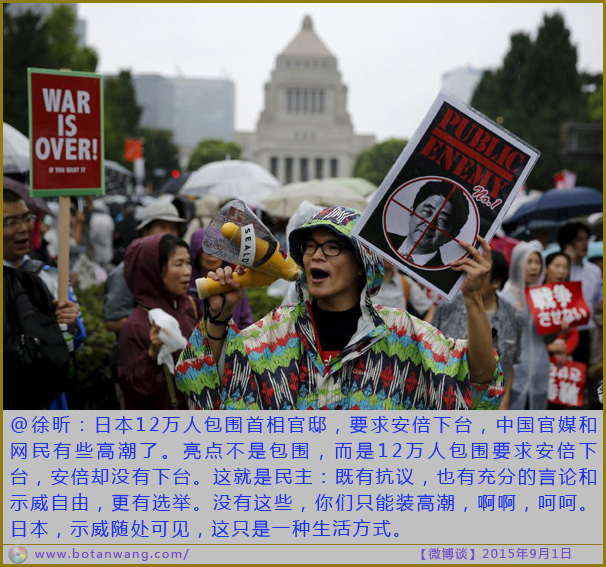 WAR
IS
OVER!
IF YOU WANT IT
SEALD
PUBLIC
ENEMY
No.1
戦争
させない
@徐昕：日本12万人包围首相官邸，要求安倍下台，中国官媒和
网民有些高潮了。亮点不是包围，而是12万人包围要求安倍下
台，安倍却没有下台。这就是民主：既有抗议，也有充分的言论和
示威自由，更有选举。没有这些，你们只能装高潮，啊啊，呵呵。
日本，示威随处可见，这只是一种生活方式。
www.botanwang.com/
【微博谈】2015年9月1日